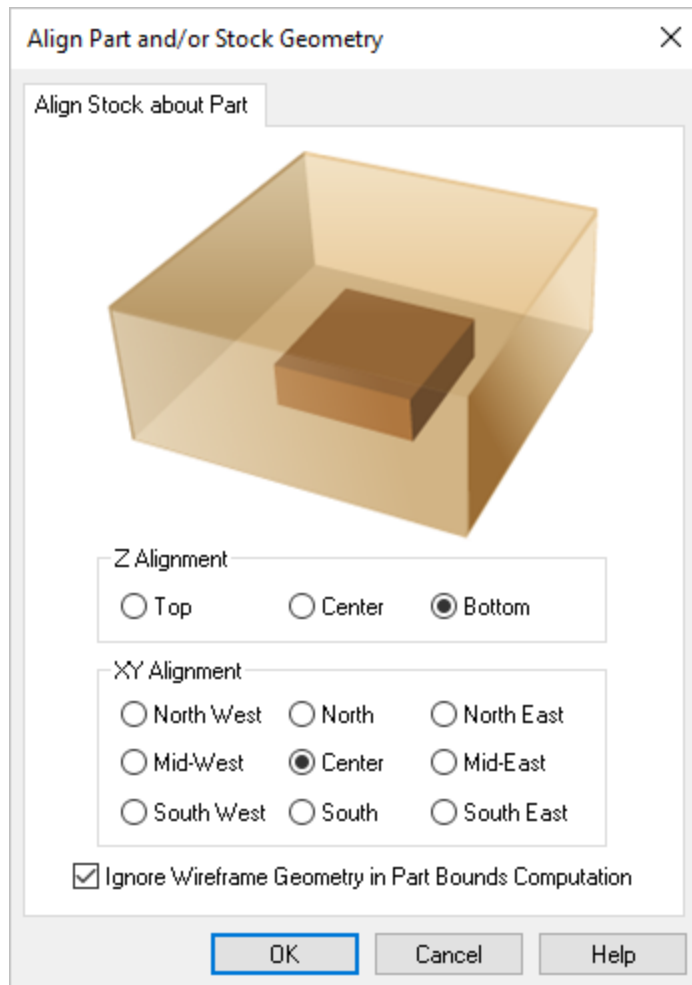 Align Part and/or Stock Geometry
Align Stock about Part
Z Alignment
Top Center Bottom
XY Alignment
North West North North East
Mid-West Center Mid-East
South West South South East
Ignore Wireframe Geometry in Part Bounds Computation
OK Cancel Help